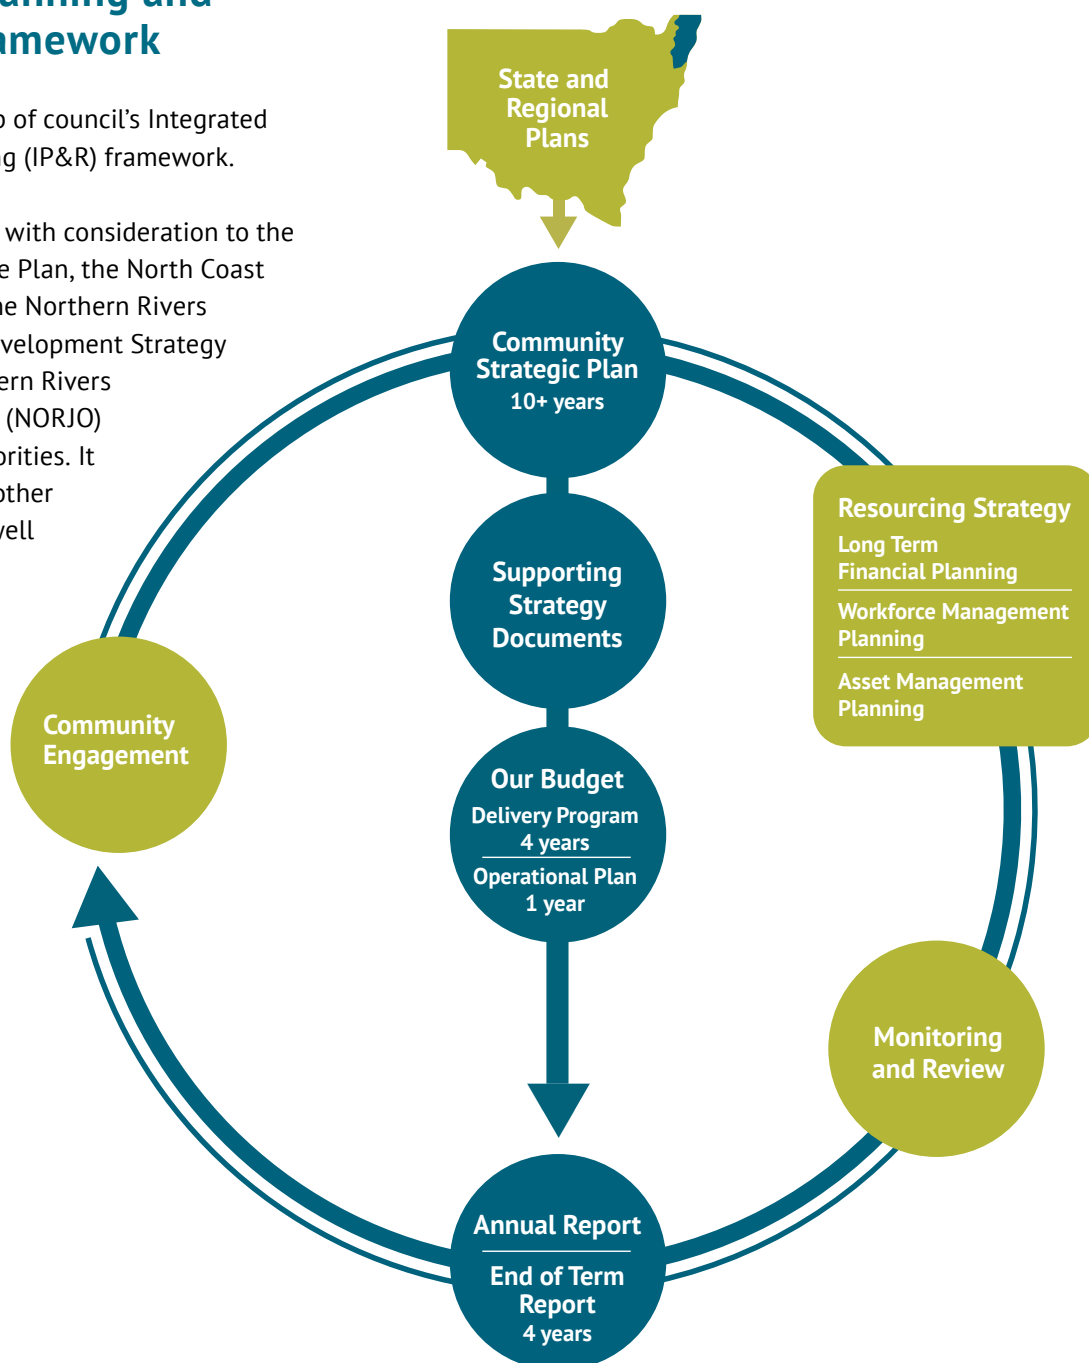 anning and
amework
of council's Integrated
(IP&R) framework.
with consideration to the
Plan, the North Coast
Northern Rivers
velopment Strategy
ern Rivers
(NORJO)
orities. It
other
State and
Regional
Plans
Community
Strategic Plan
10+ years
Supporting
Strategy
Documents
Our Budget
Delivery Program
4 years
Operational Plan
1 year
Resourcing Strategy
Long Term
Financial Planning
Workforce Management
Planning
Asset Management
Planning
Community
Engagement
Monitoring
and Review
Annual Report
End of Term
Report
4 years